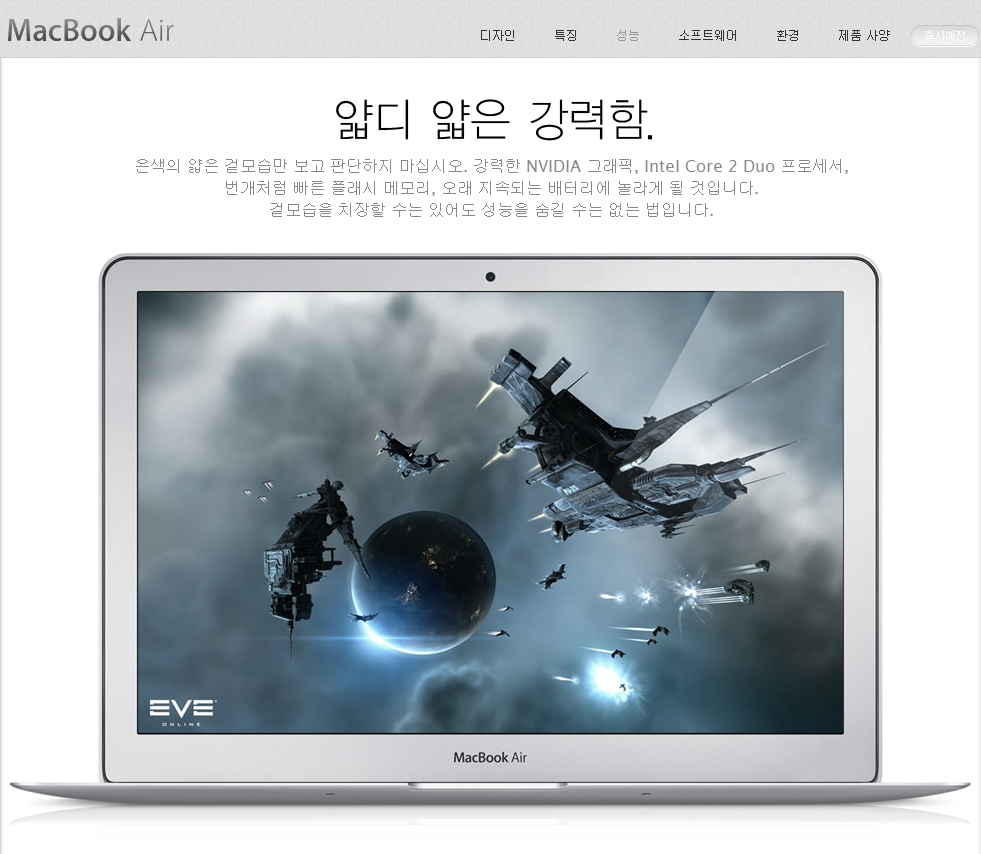 MacBook Air
디자인 특징 성능 소프트웨어 환경 제품 사양 출시예정
얇디 얇은 강력함.
은색의 얇은 겉모습만 보고 판단하지 마십시오. 강력한 NVIDIA 그래픽, Intel Core 2 Duo 프로세서,
번개처럼 빠른 플래시 메모리, 오래 지속되는 배터리에 놀라게 될 것입니다.
겉모습을 치장할 수는 있어도 성능을 숨길 수는 없는 법입니다.
EVE
ONLINE
MacBook Air